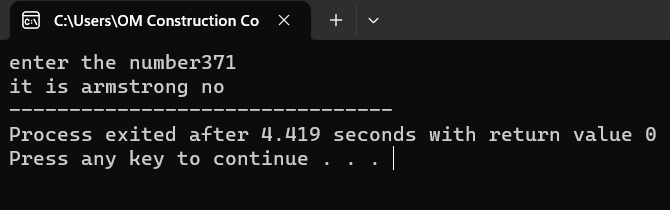 C:\Users\OM Construction Co
enter the number371
it is armstrong no
--------------------------------
Process exited after 4.419 seconds with return value 0
Press any key to continue . . .